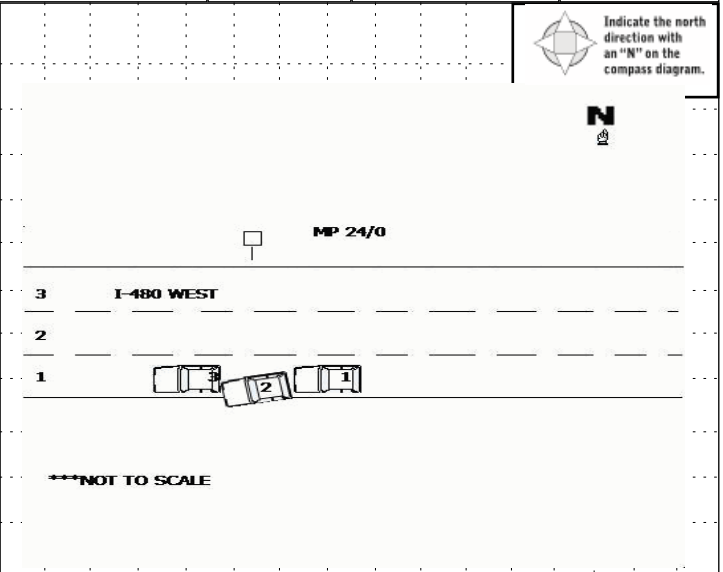 Indicate the north
direction with
an “N” on the
compass diagram.
N
MP 24/0
3 I-480 WEST
2
1 3 2 1
***NOT TO SCALE